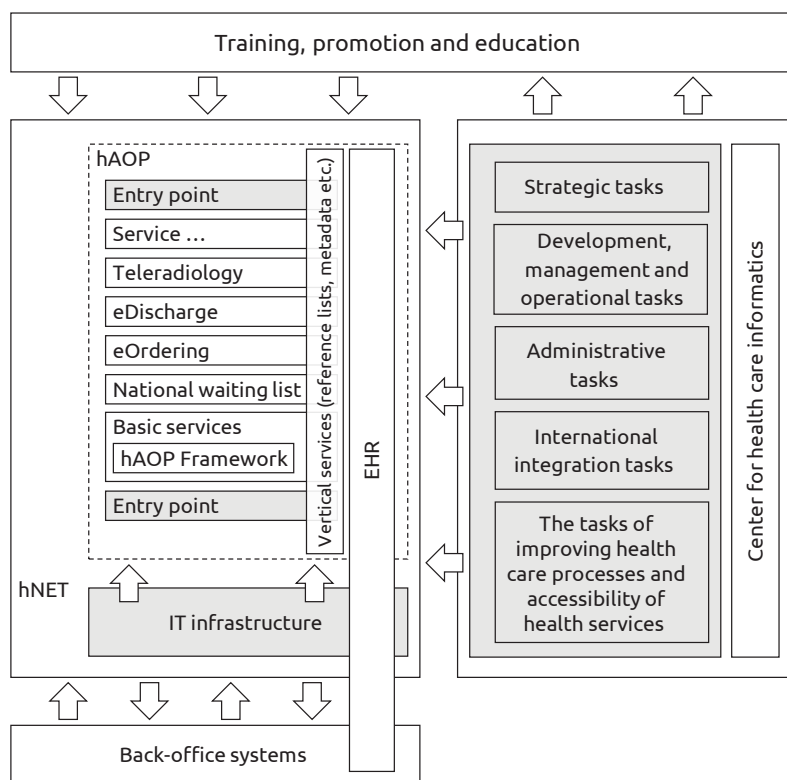 Training, promotion and education
hAOP
Entry point
Service ...
Teleradiology
eDischarge
eOrdering
National waiting list
Basic services
hAOP Framework
Entry point
Vertical services (reference lists, metadata etc.)
EHR
hNET
IT infrastructure
Back-office systems
Strategic tasks
Development,
management and
operational tasks
Administrative
tasks
International
integration tasks
The tasks of
improving health
care processes and
accessibility of
health services
Center for health care informatics